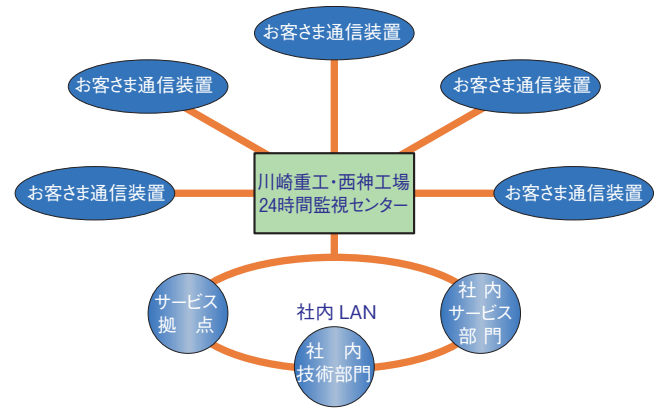 お客さま通信装置
お客さま通信装置
お客さま通信装置
お客さま通信装置
お客さま通信装置
川崎重工・西神工場
24時間監視センター
サービス
拠 点
社内 LAN
社 内
技術部門
社 内
サービス
部 門